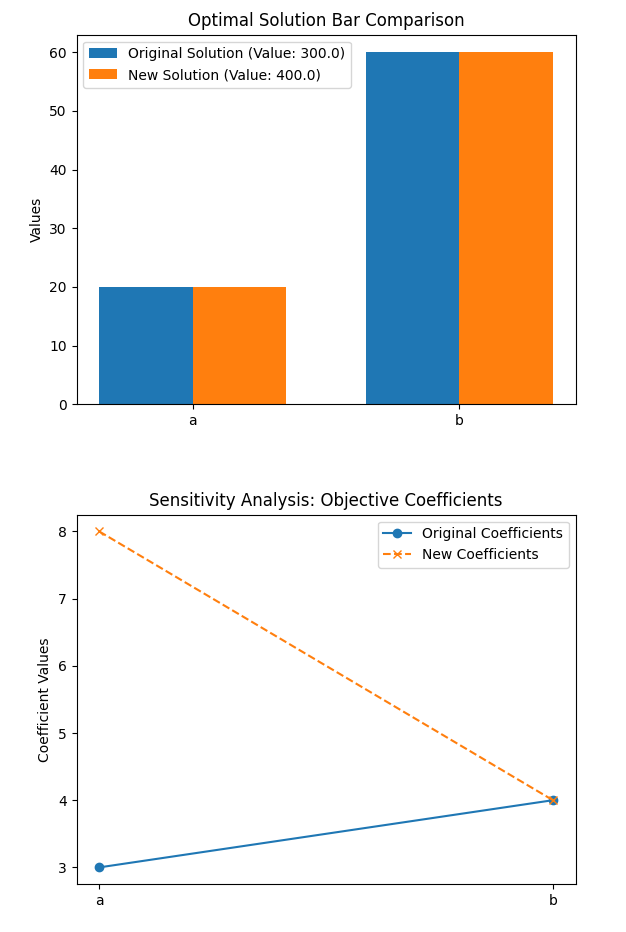 Optimal Solution Bar Comparison
Original Solution (Value: 300.0)
New Solution (Value: 400.0)
Values
60
50
40
30
20
10
0
a
b
Sensitivity Analysis: Objective Coefficients
Original Coefficients
New Coefficients
Coefficient Values
8
7
6
5
4
3
a
b